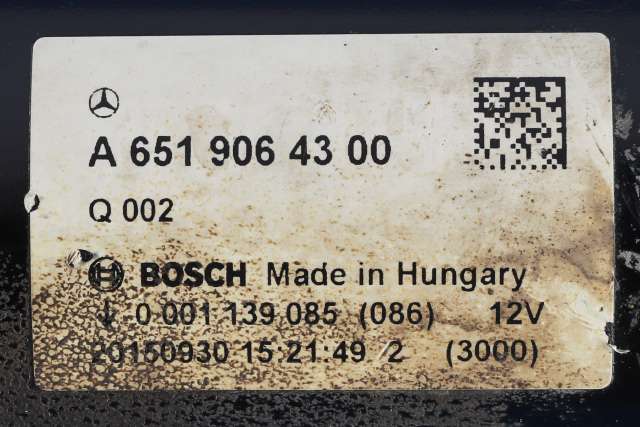 A 651 906 43 00
Q 002
BOSCH Made in Hungary
0 001 139 085 (086) 12V
20150930 15:21:49 2 (3000)